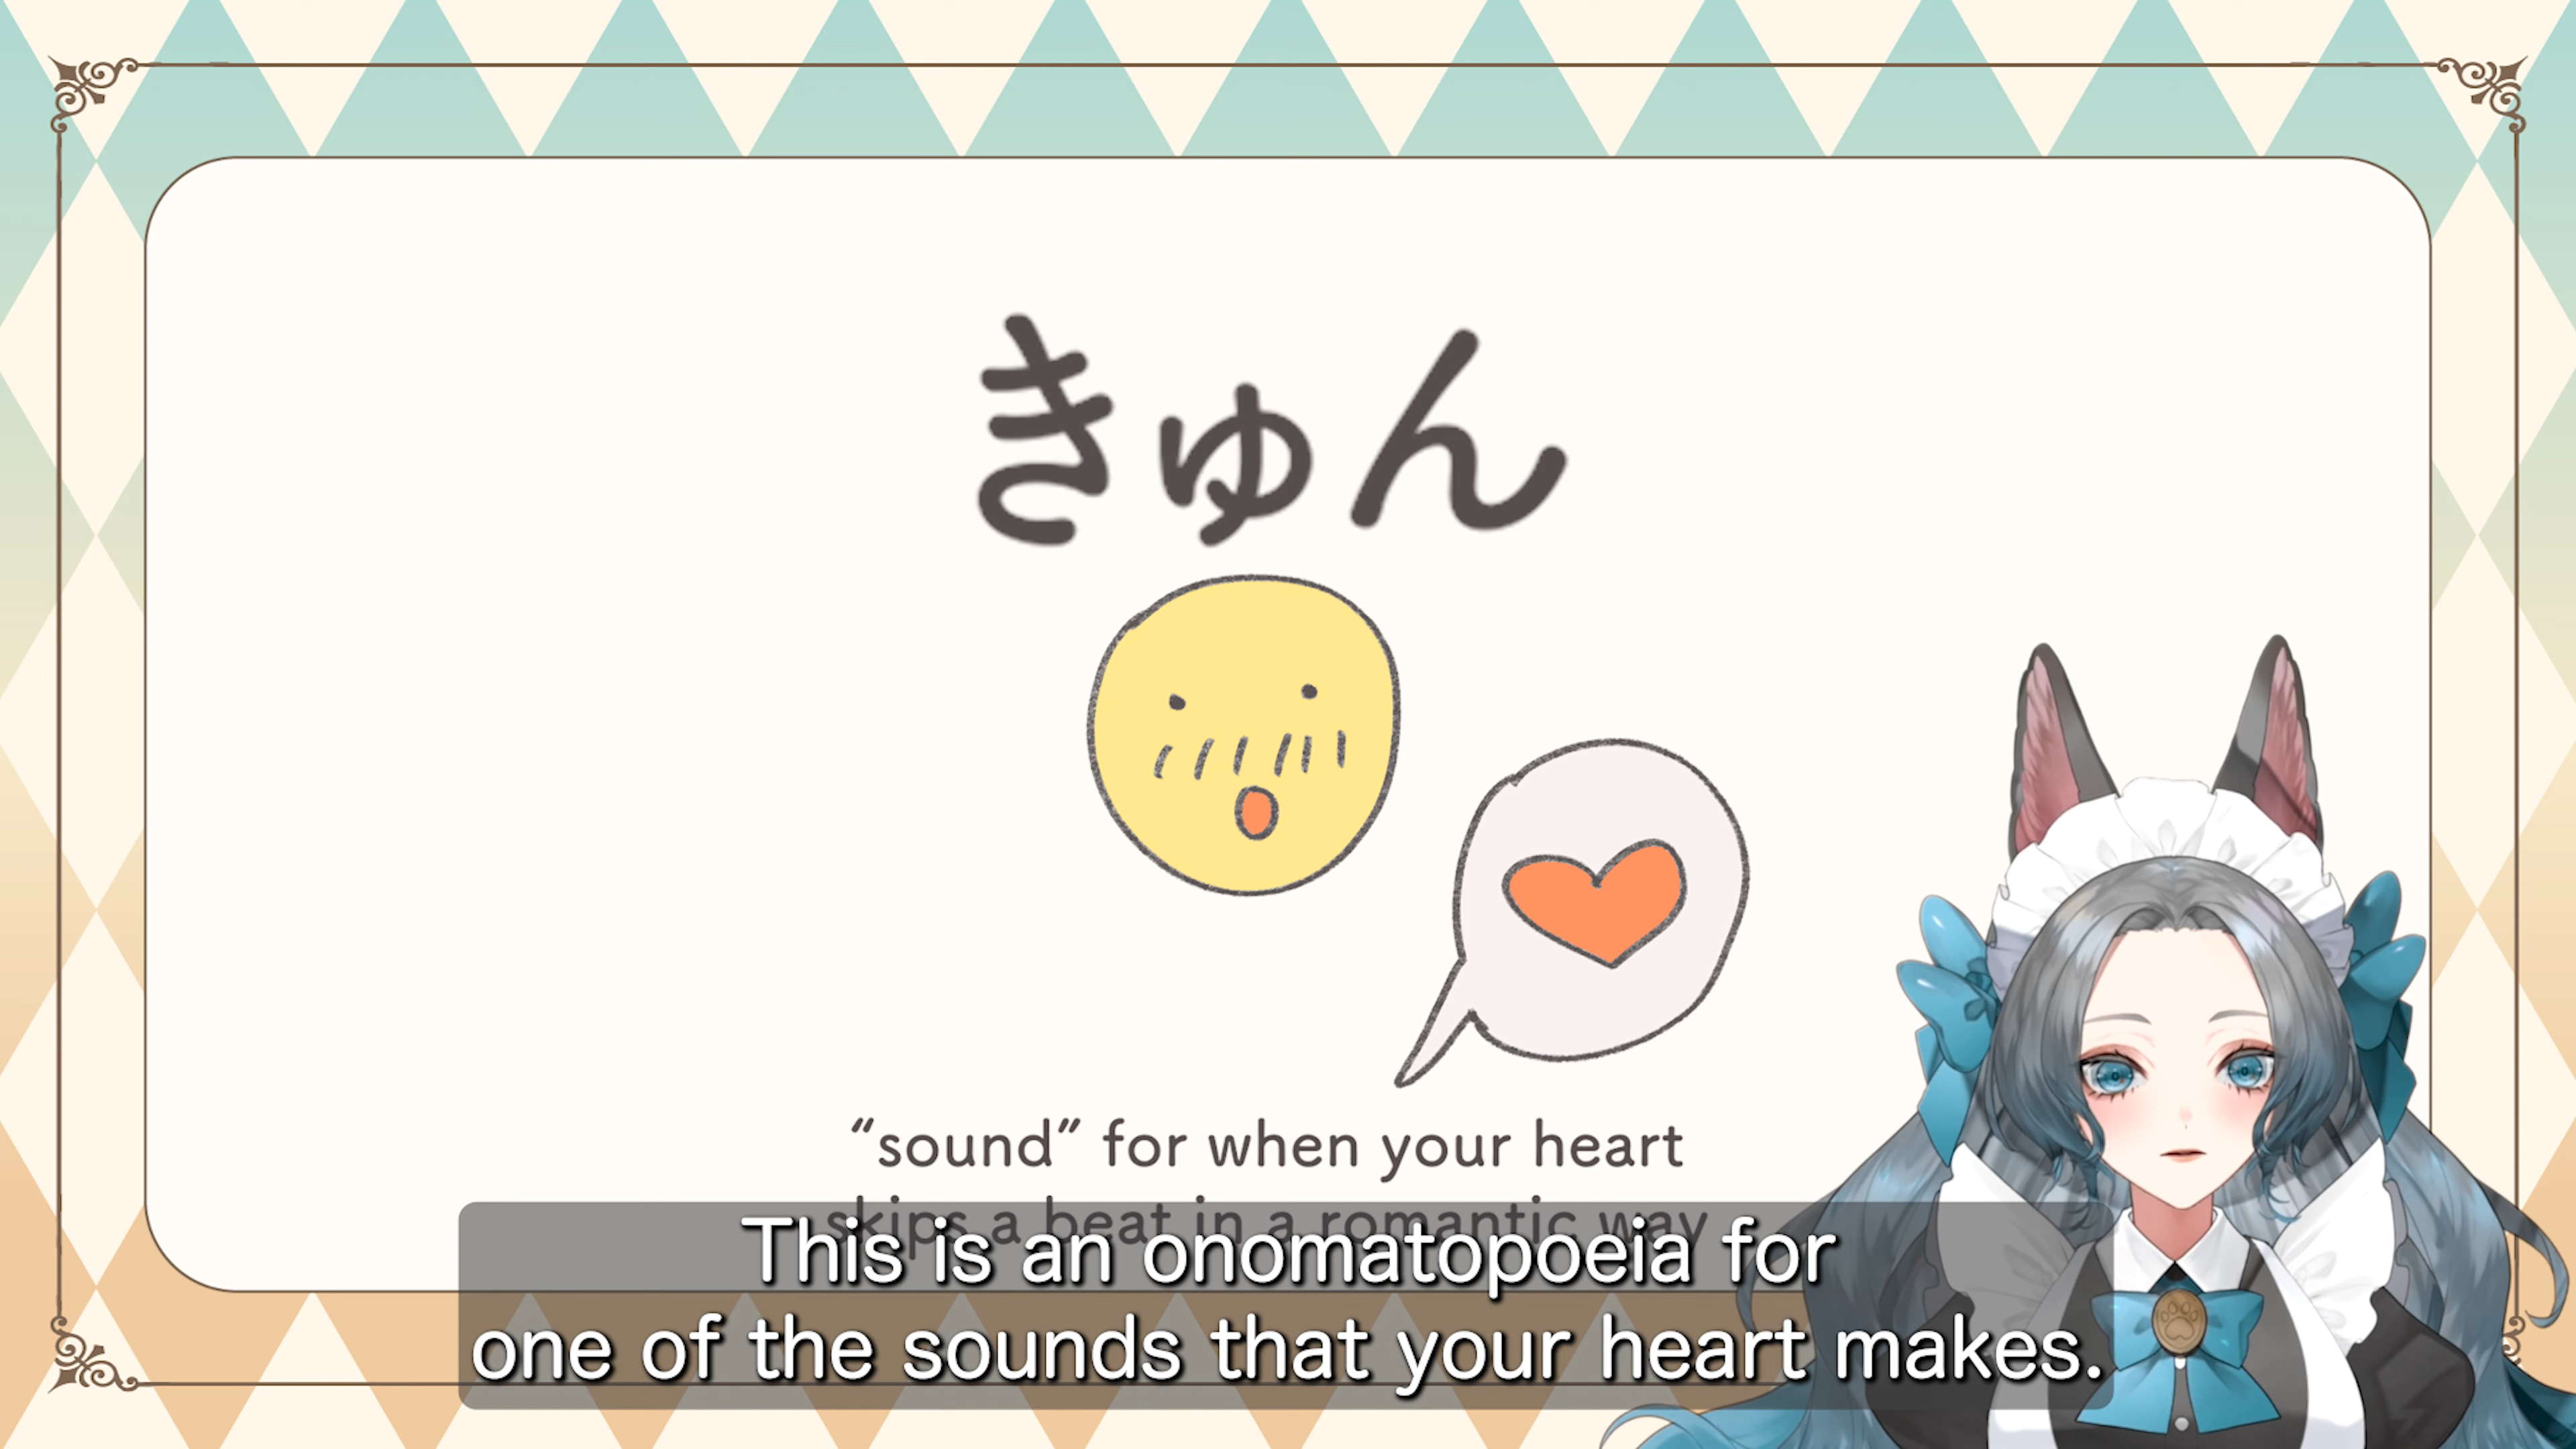 きゅん
“sound” for when your heart
skips a beat in a romantic way
This is an onomatopoeia for
one of the sounds that your heart makes.